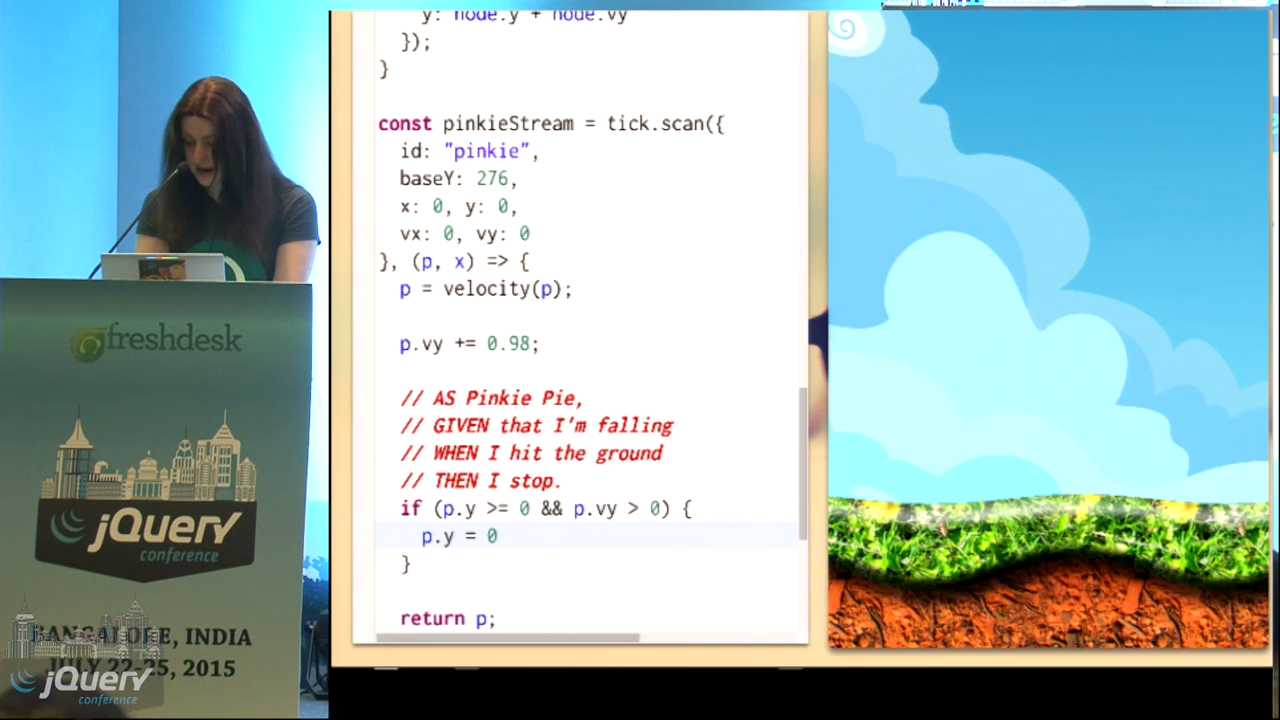 y: node.y + node.vy
});
}
const pinkieStream = tick.scan({
id: "pinkie",
baseY: 276,
x: 0, y: 0,
vx: 0, vy: 0
}, (p, x) => {
p = velocity(p);
p.vy += 0.98;
// AS Pinkie Pie,
// GIVEN that I'm falling
// WHEN I hit the ground
// THEN I stop.
if (p.y >= 0 && p.vy > 0) {
p.y = 0
}
return p;
freshdesk
jQuery
conference
BANGALORE, INDIA
JULY 22-25, 2015
jQuery
conference